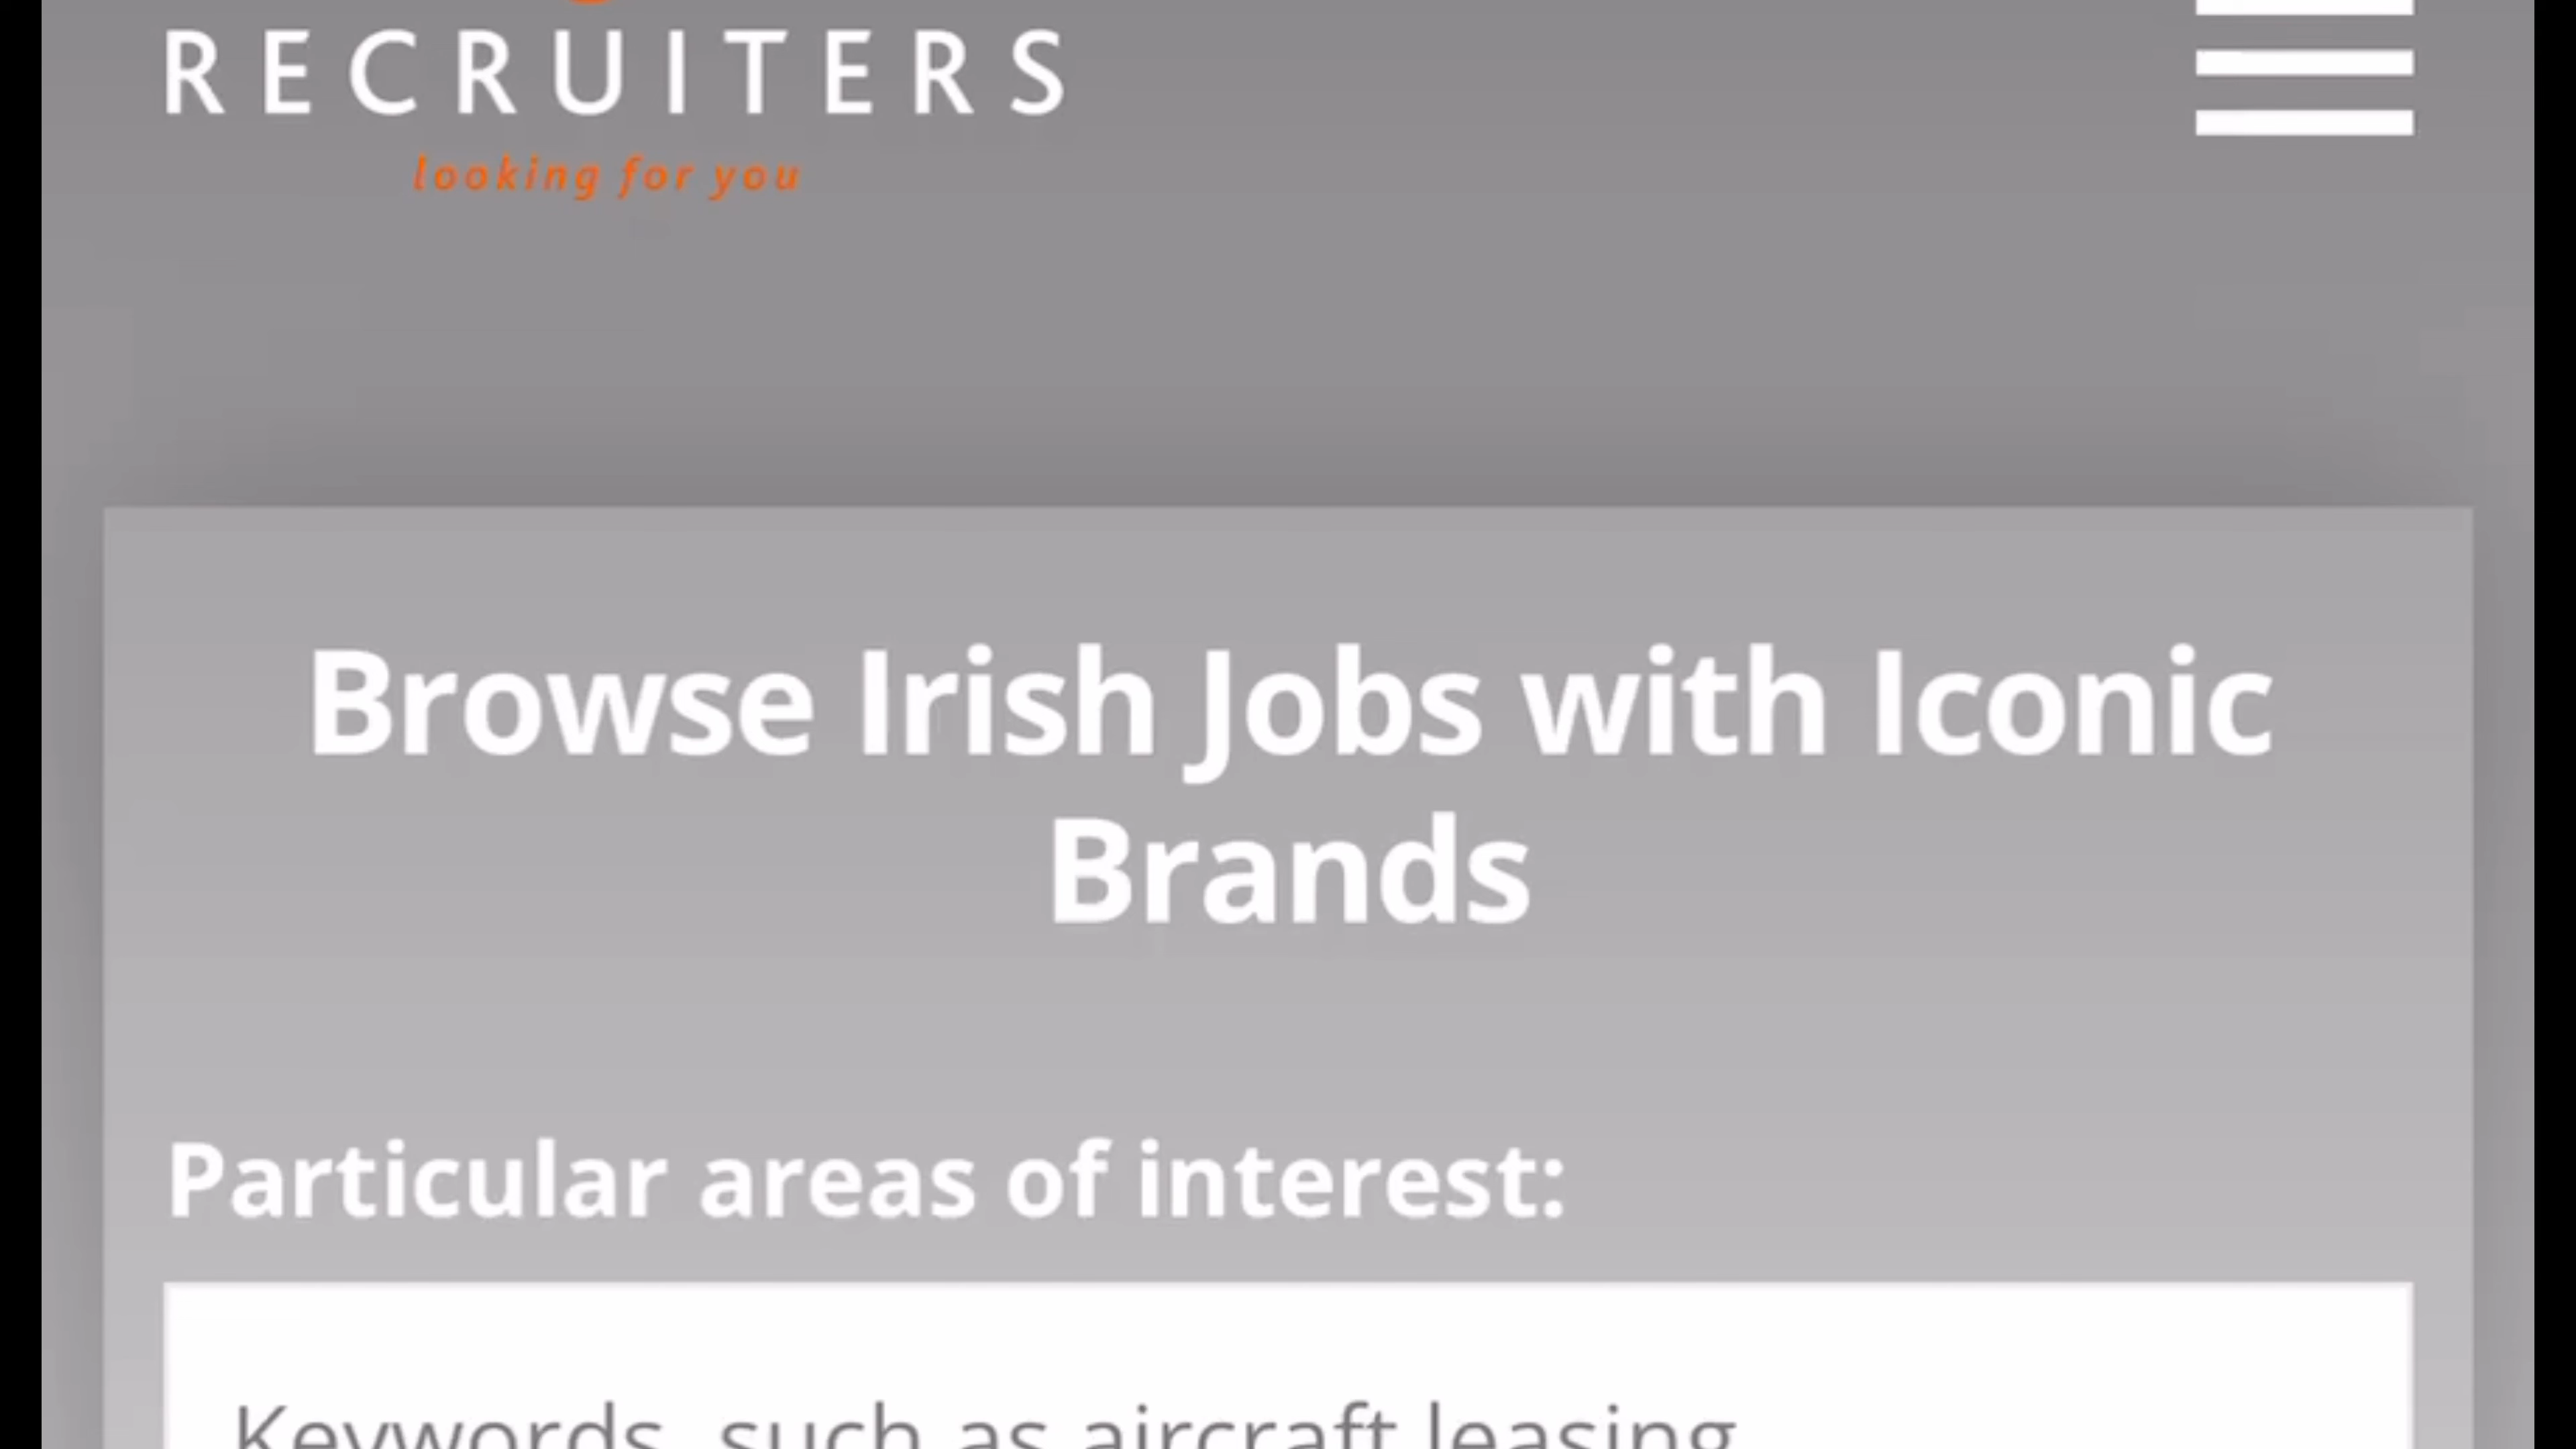 RECRUITERS
looking for you
Browse Irish Jobs with Iconic
Brands
Particular areas of interest:
Keywords, such as aircraft leasing